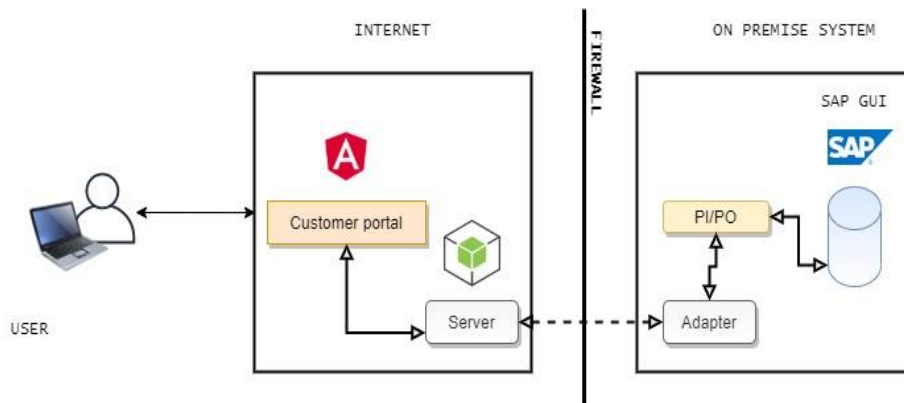 INTERNET
ON PREMISE SYSTEM
FIREWALL
SAP GUI
A
SAP
Customer portal
PI/PO
USER
Server
Adapter